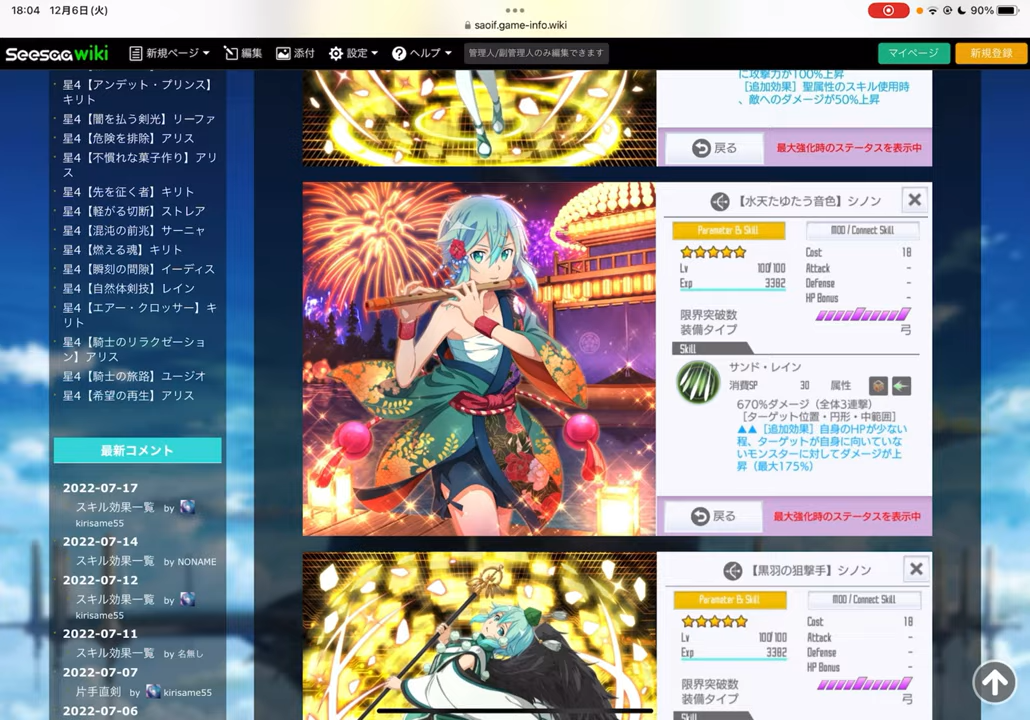 18:04 12月6日(火)
90%
saoif.game-info.wiki
Seesaa wiki
新規ページ
編集
添付
設定
ヘルプ
管理人/副管理人のみ編集できます
マイページ
新規登録
星4【アンデット・プリンス】
キリト
星4【闇を払う剣光】リーファ
星4【危険を排除】アリス
星4【不慣れな菓子作り】アリ
ス
星4【先を征く者】キリト
星4【軽がる切断】ストレア
星4【混沌の前兆】サーニャ
星4【燃える魂】キリト
星4【瞬刻の間隙】イーディス
星4【自然体剣技】レイン
星4【エアー・クロッサー】キ
リト
星4【騎士のリラクゼーショ
ン】アリス
星4【騎士の旅路】ユージオ
星4【希望の再生】アリス
最新コメント
2022-07-17
スキル効果一覧 by
kirisame55
2022-07-14
スキル効果一覧 by NONAME
2022-07-12
スキル効果一覧 by
kirisame55
2022-07-11
スキル効果一覧 by 名無し
2022-07-07
片手直剣 by kirisame55
2022-07-06
に攻撃力が100%上昇
［追加効果］聖属性のスキル使用時
、敵へのダメージが50%上昇
戻る
最大強化時のステータスを表示中
【水天たゆたう音色】シノン
Parameter & Skill
MOD / Connect Skill
Lv 100/100
Exp 3382
Cost 18
Attack -
Defense -
HP Bonus -
限界突破数
装備タイプ 弓
Skill
サンド・レイン
消費SP 30 属性
670%ダメージ（全体3連撃）
［ターゲット位置・円形・中範囲］
▲▲［追加効果］自身のHPが少ない
程、ターゲットが自身に向いていな
いモンスターに対してダメージが上
昇（最大175%）
戻る
最大強化時のステータスを表示中
【黒羽の狙撃手】シノン
Parameter & Skill
MOD / Connect Skill
Lv 100/100
Exp 3382
Cost 18
Attack -
Defense -
HP Bonus -
限界突破数
装備タイプ 弓
Skill